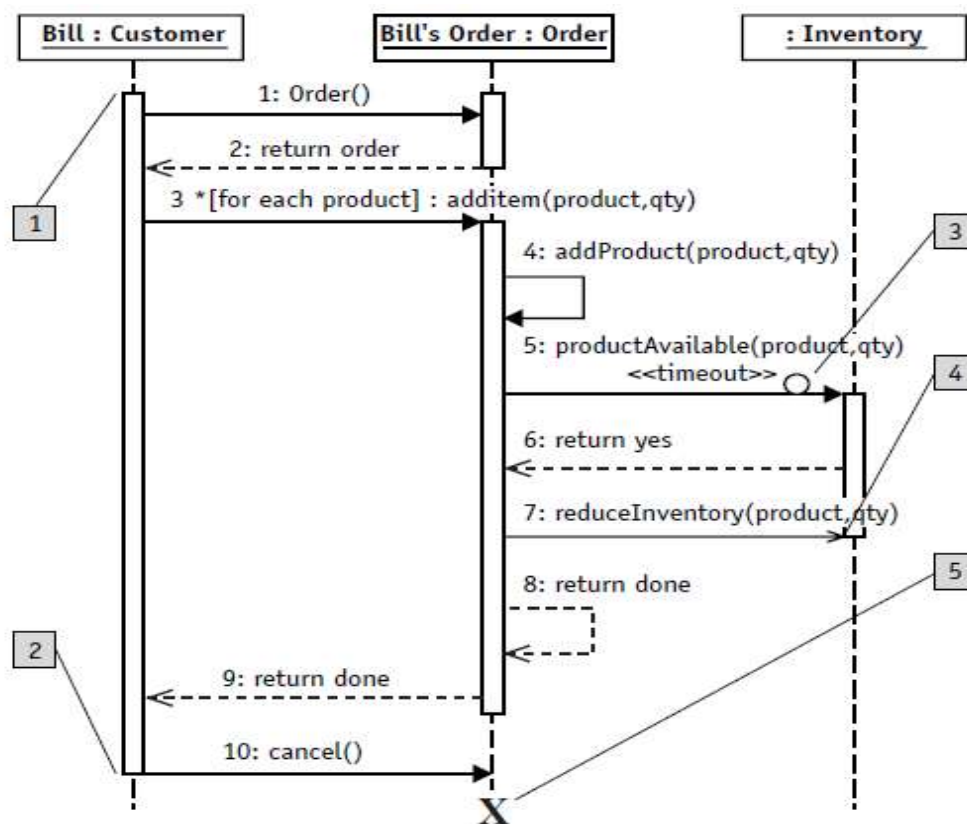 Bill : Customer
Bill's Order : Order
: Inventory
1: Order()
2: return order
1
3 *[for each product] : additem(product,qty)
3
4: addProduct(product,qty)
5: productAvailable(product,qty)
<<timeout>>
4
6: return yes
7: reduceInventory(product,qty)
5
8: return done
2
9: return done
10: cancel()
X